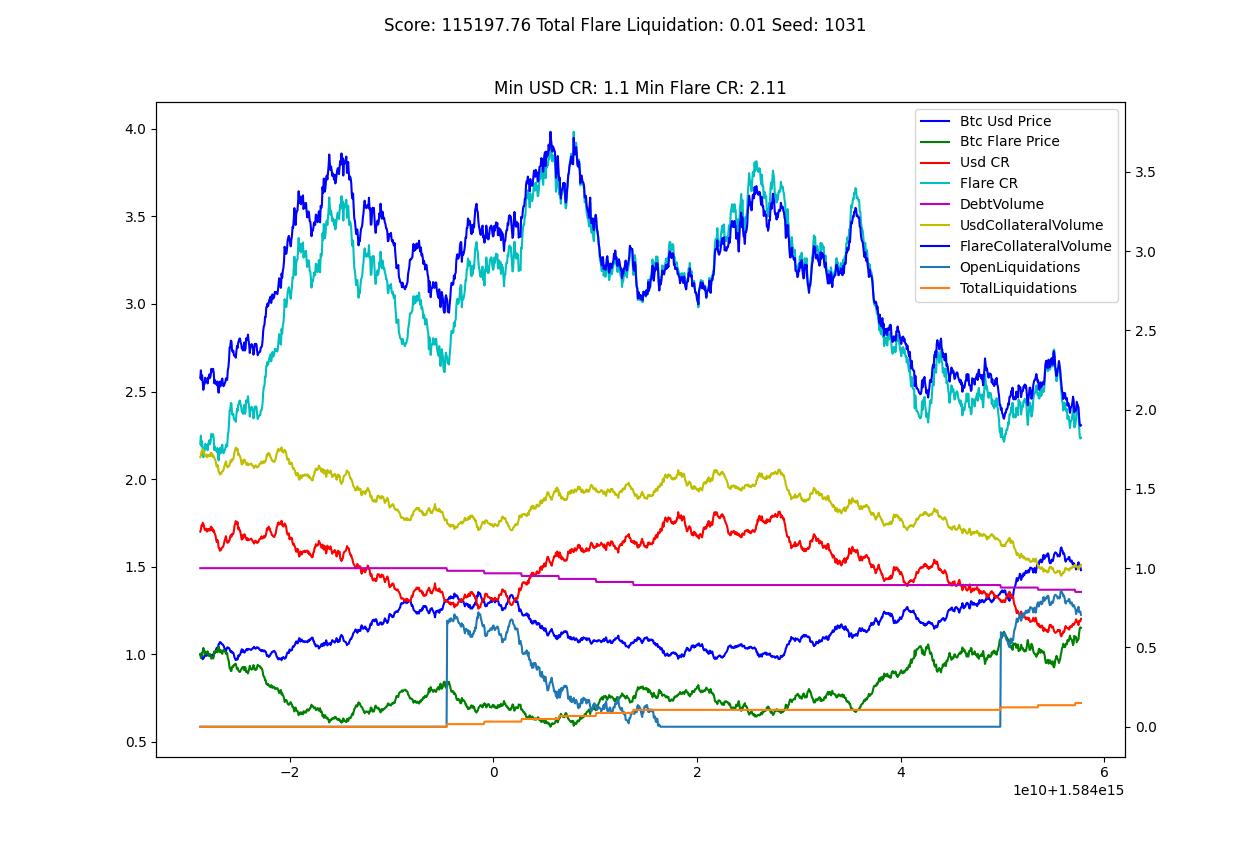 Score: 115197.76 Total Flare Liquidation: 0.01 Seed: 1031
Min USD CR: 1.1 Min Flare CR: 2.11
Btc Usd Price
Btc Flare Price
Usd CR
Flare CR
DebtVolume
UsdCollateralVolume
FlareCollateralVolume
OpenLiquidations
TotalLiquidations
4.0
3.5
3.0
2.5
2.0
1.5
1.0
0.5
3.5
3.0
2.5
2.0
1.5
1.0
0.5
0.0
−2 0 2 4 6
1e10+1.584e15